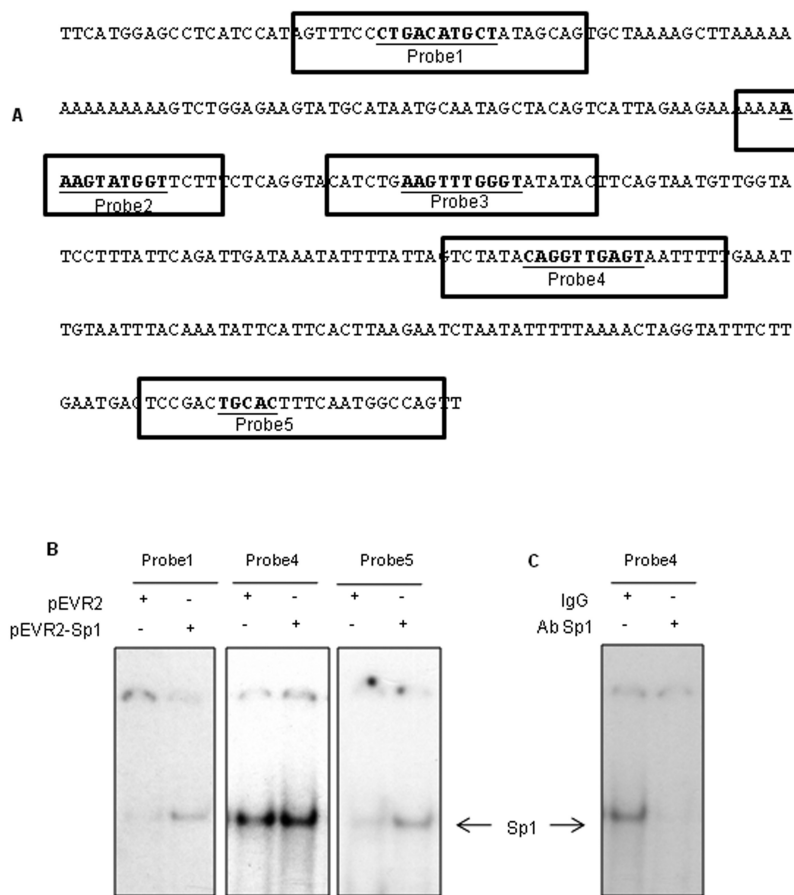 TTCATGGAGCCTCATCCATAGTTTCCCTGACATGCTATAGCAGTGCTAAAAGCTTAAAAA
Probe1
A
AAAAAAAAAGTCTGGAGAAGTATGCATAATGCAATAGCTACAGTCATTAGAAGAAAAAAA
AAGTATGGTTCTTTCTCAGGTACATCTGAAGTTTGGGTATATACTTCAGTAATGTTGGTA
Probe2 Probe3
TCCTTTATTCAGATTGATAAATATTTTATTAGTCTATACAGGTTGAGTAATTTTTGAAAT
Probe4
TGTAATTTACAAATATTCATTCACTTAAGAATCTAATATTTTTAAAACTAGGTATTTCTT
GAATGACTCCGACTGCACTTTCAATGGCCAGTT
Probe5
B C
Probe1 Probe4 Probe5 Probe4
pEVR2 + - + - + - IgG + -
pEVR2-Sp1 - + - + - + Ab Sp1 - +
← Sp1 →